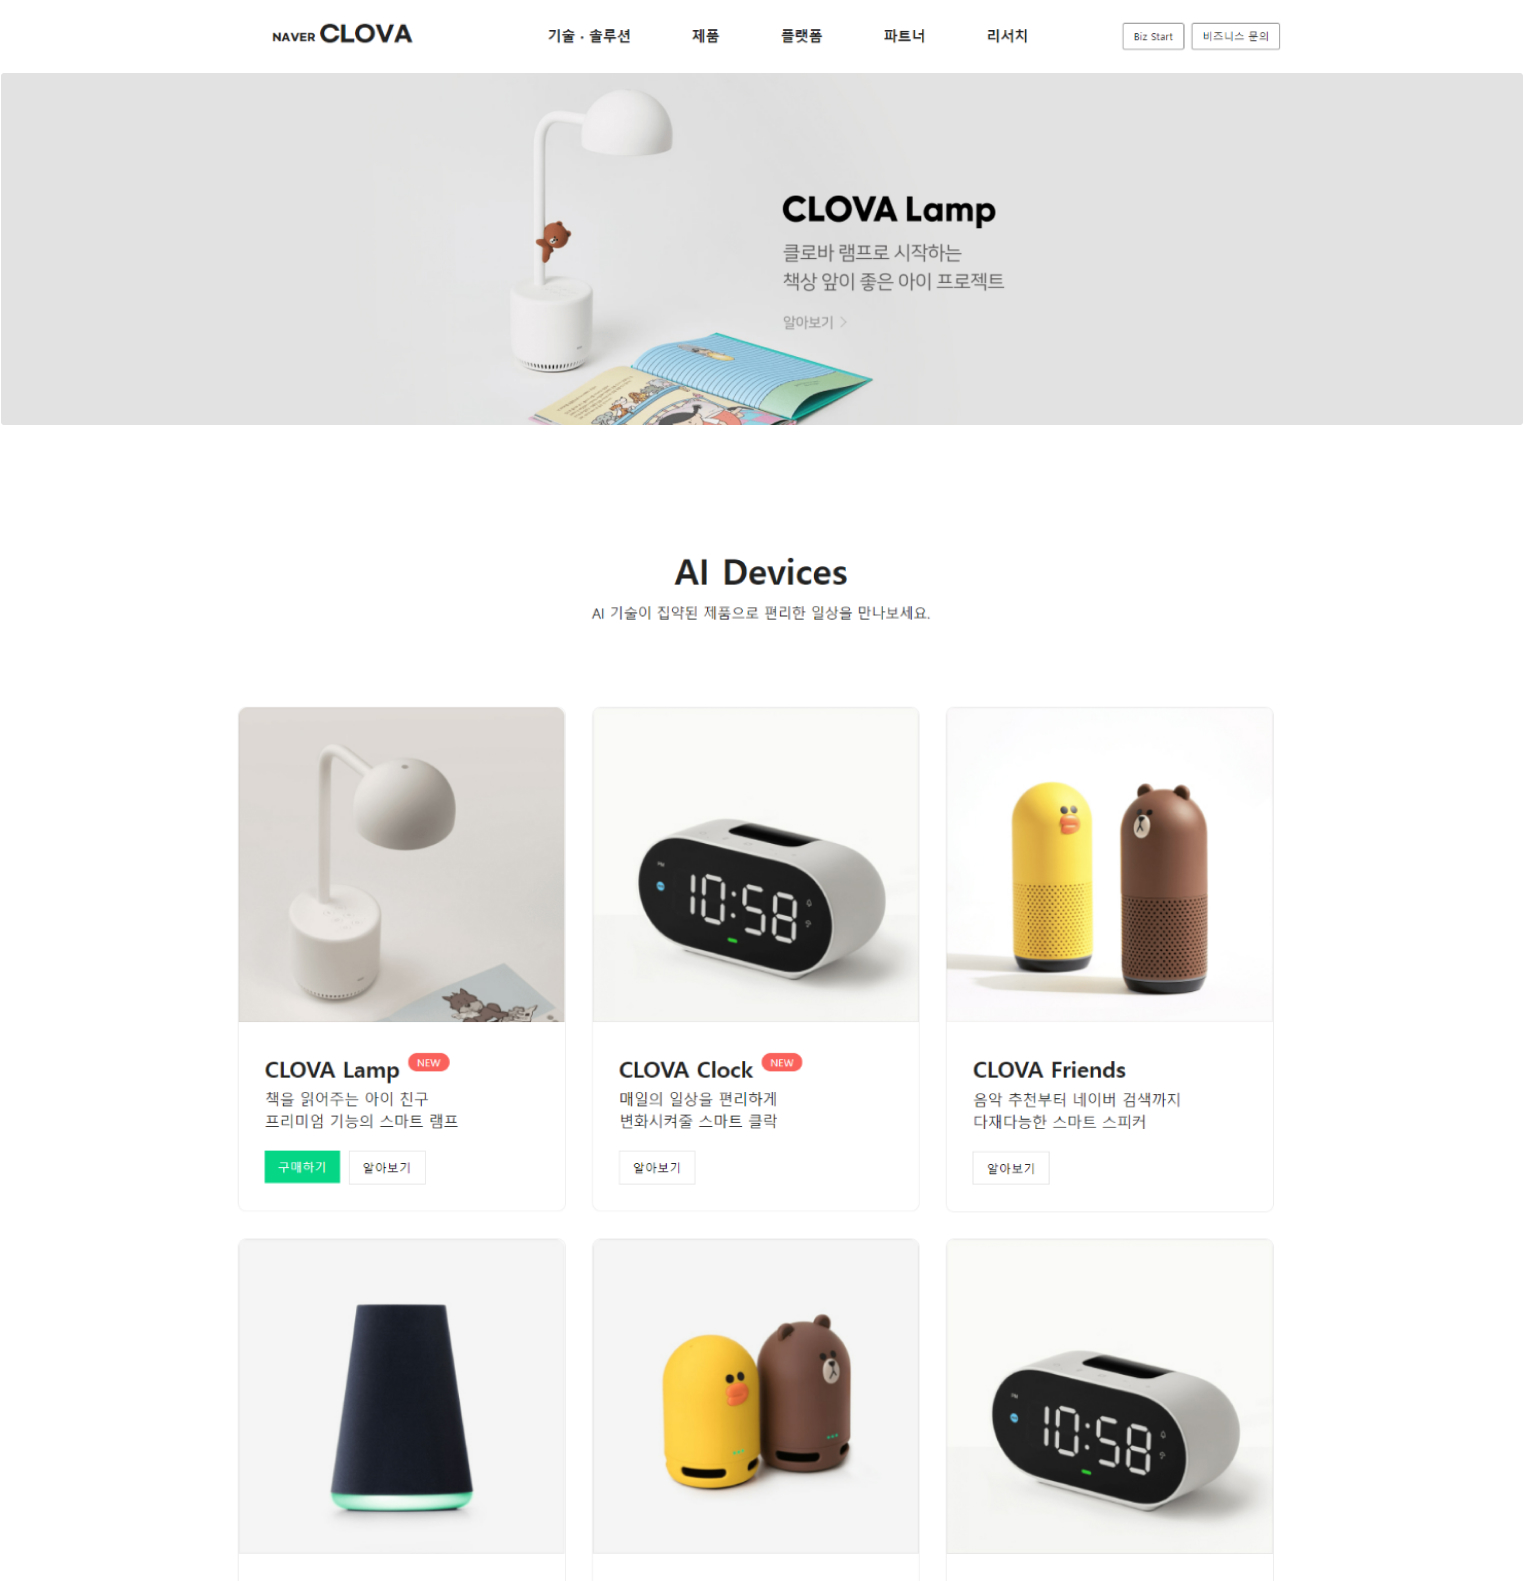 NAVER CLOVA
기술 · 솔루션
제품
플랫폼
파트너
리서치
Biz Start
비즈니스 문의
CLOVA Lamp
클로바 램프로 시작하는
책상 앞이 좋은 아이 프로젝트
알아보기 >
AI Devices
AI 기술이 집약된 제품으로 편리한 일상을 만나보세요.
10:58
CLOVA Lamp NEW
책을 읽어주는 아이 친구
프리미엄 기능의 스마트 램프
구매하기
알아보기
CLOVA Clock NEW
매일의 일상을 편리하게
변화시켜줄 스마트 클락
알아보기
CLOVA Friends
음악 추천부터 네이버 검색까지
다재다능한 스마트 스피커
알아보기
10:58